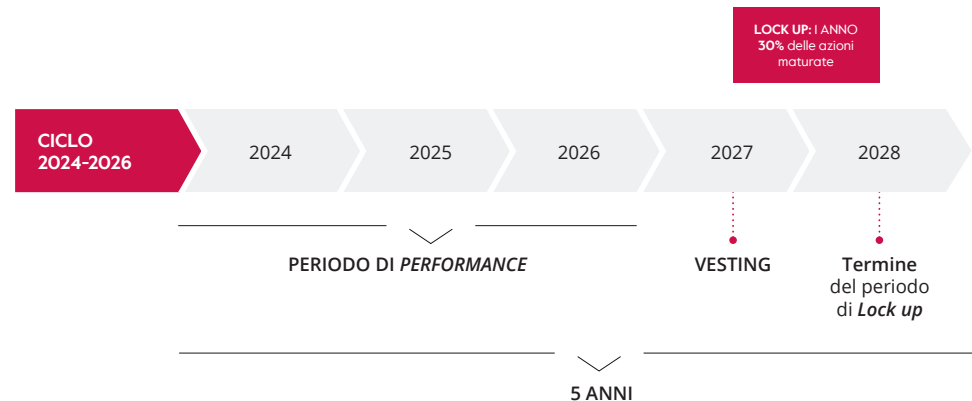 LOCK UP: I ANNO
30% delle azioni
maturate
CICLO
2024-2026
2024
2025
2026
2027
2028
PERIODO DI PERFORMANCE
VESTING
Termine
del periodo
di Lock up
5 ANNI